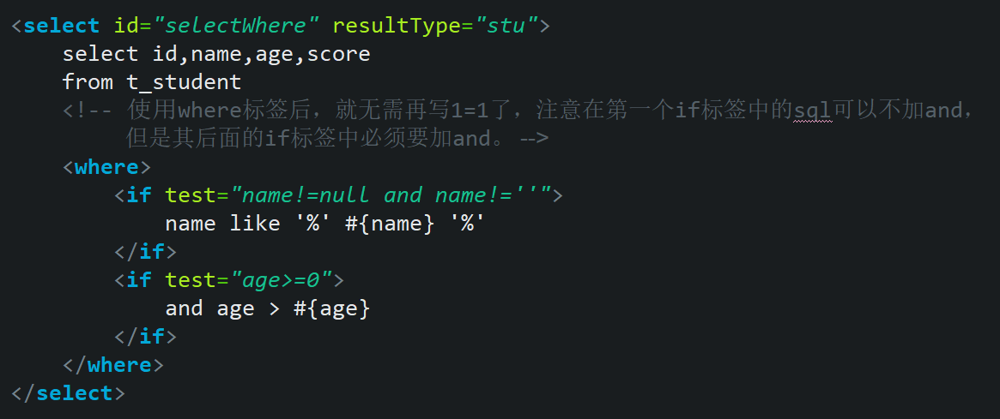 <select id="selectWhere" resultType="stu">
    select id,name,age,score
    from t_student
    <!-- 使用where标签后，就无需再写1=1了，注意在第一个if标签中的sql可以不加and，
         但是其后面的if标签中必须要加and。-->
    <where>
        <if test="name!=null and name!=''">
            name like '%' #{name} '%'
        </if>
        <if test="age>=0">
            and age > #{age}
        </if>
    </where>
</select>